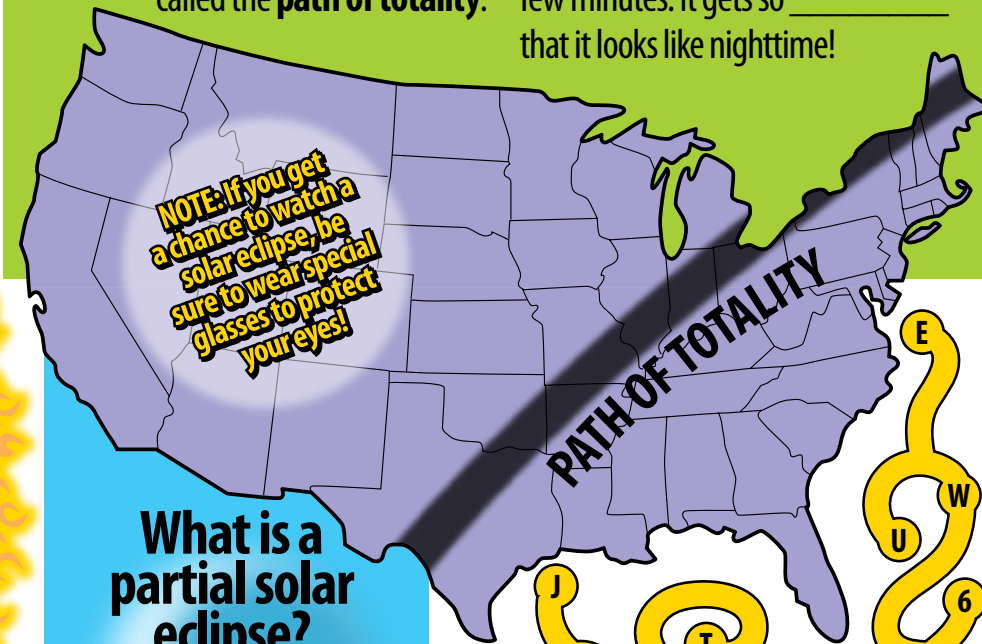 called the path of totality.
few minutes. It gets so ________
that it looks like nighttime!
NOTE: If you get
a chance to watch a
solar eclipse, be
sure to wear special
glasses to protect
your eyes!
PATH OF TOTALITY
What is a
partial solar
eclipse?
E
W
U
J
6
T